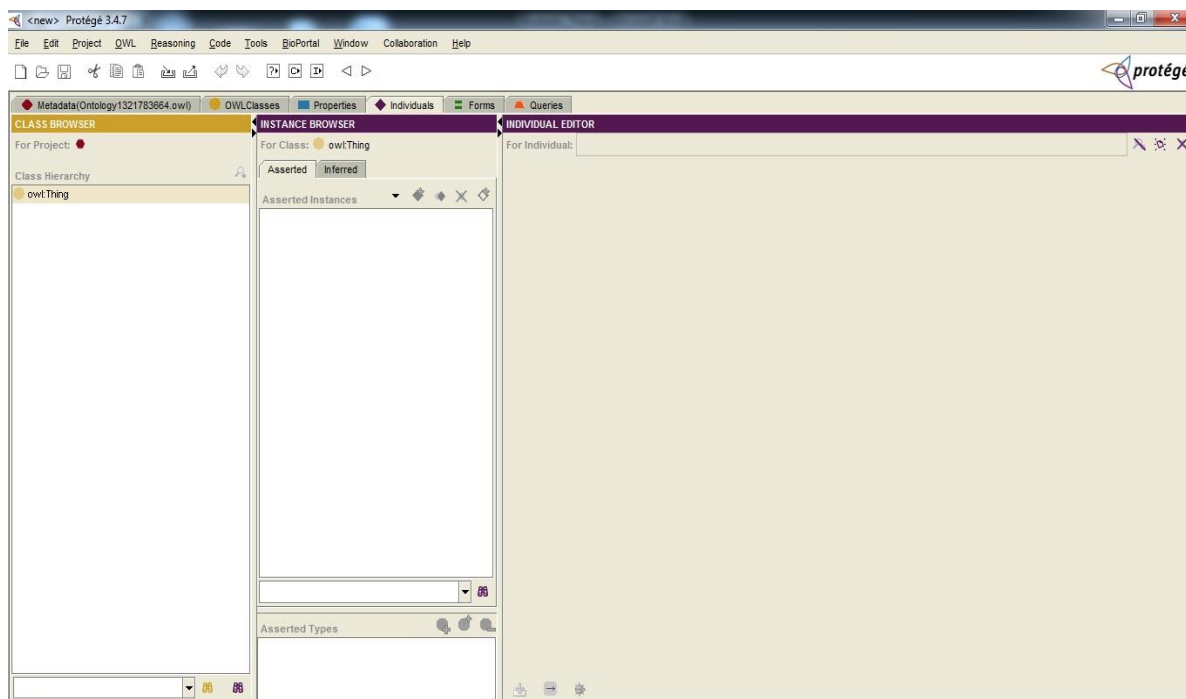 <new> Protégé 3.4.7
File Edit Project OWL Reasoning Code Tools BioPortal Window Collaboration Help
protégé
Metadata(Ontology1321783664.owl) OWLClasses Properties Individuals Forms Queries
CLASS BROWSER
For Project:
Class Hierarchy
owl:Thing
INSTANCE BROWSER
For Class: owl:Thing
Asserted Inferred
Asserted Instances
Asserted Types
INDIVIDUAL EDITOR
For Individual: